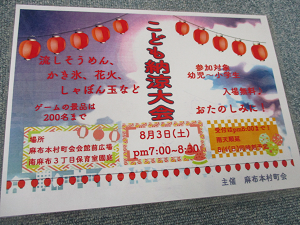 こども納涼大会
流しそうめん、
かき氷、花火、
しゃぼん玉など
ゲームの景品は
200名まで
参加対象
幼児～小学生
入場無料
おたのしみに！
場所
麻布本村町会会館前広場
南麻布3丁目保育室園庭
8月3日(土)
pm7:00~8:30
主催 麻布本村町会